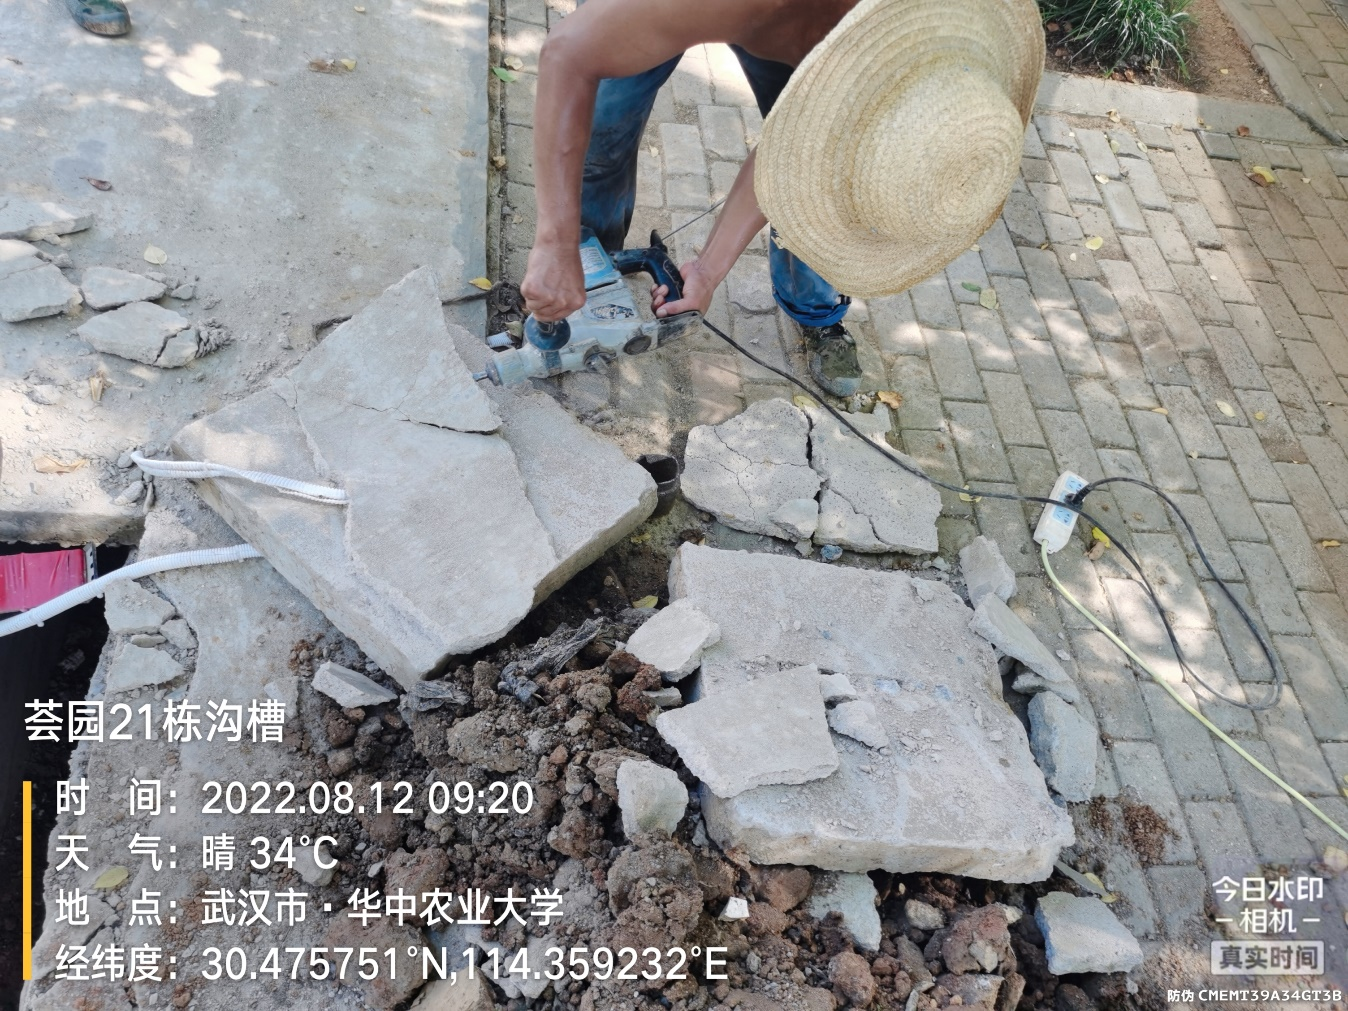 荟园21栋沟槽
时 间：2022.08.12 09:20
天 气：晴 34℃
地 点：武汉市·华中农业大学
经纬度：30.475751°N,114.359232°E
今日水印
-相机-
真实时间
防伪 CMEMT39A34GT3B